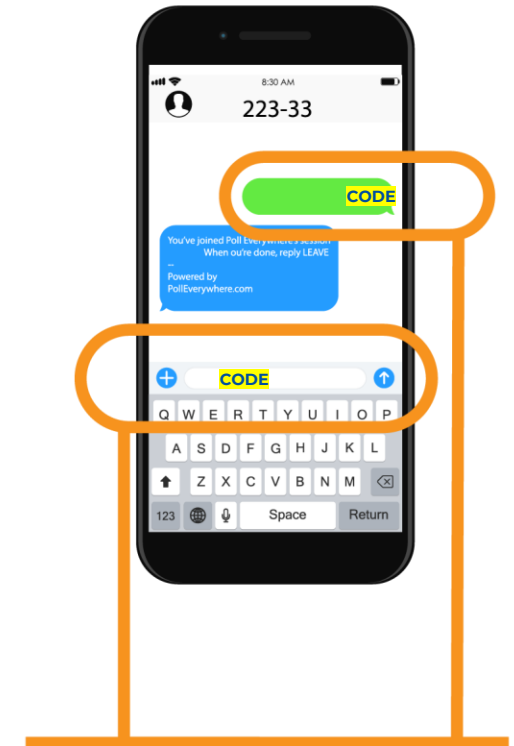 8:30 AM
223-33
CODE
You've joined Poll Everywhere's session
When ou're done, reply LEAVE
--
Powered by
PollEverywhere.com
CODE
Q W E R T Y U I O P
A S D F G H J K L
Z X C V B N M
123 Space Return